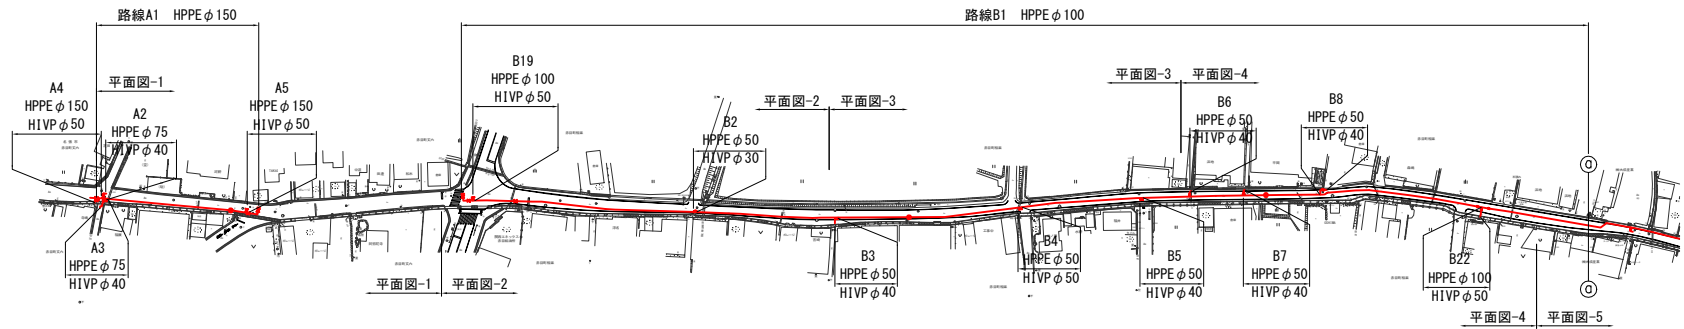 路線A1 HPPEφ150
路線B1 HPPEφ100
A4
HPPEφ150
HIVPφ50
平面図-1
A2
HPPEφ75
HIVPφ40
A5
HPPEφ150
HIVPφ50
B19
HPPEφ100
HIVPφ50
B2
HPPEφ50
HIVPφ30
平面図-2
平面図-3
平面図-3
平面図-4
B6
HPPEφ50
HIVPφ40
B8
HPPEφ50
HIVPφ40
a
A3
HPPEφ75
HIVPφ40
平面図-1
平面図-2
B3
HPPEφ50
HIVPφ40
B4
HPPEφ50
HIVPφ50
B5
HPPEφ50
HIVPφ40
B7
HPPEφ50
HIVPφ40
B22
HPPEφ100
HIVPφ50
a
平面図-4
平面図-5